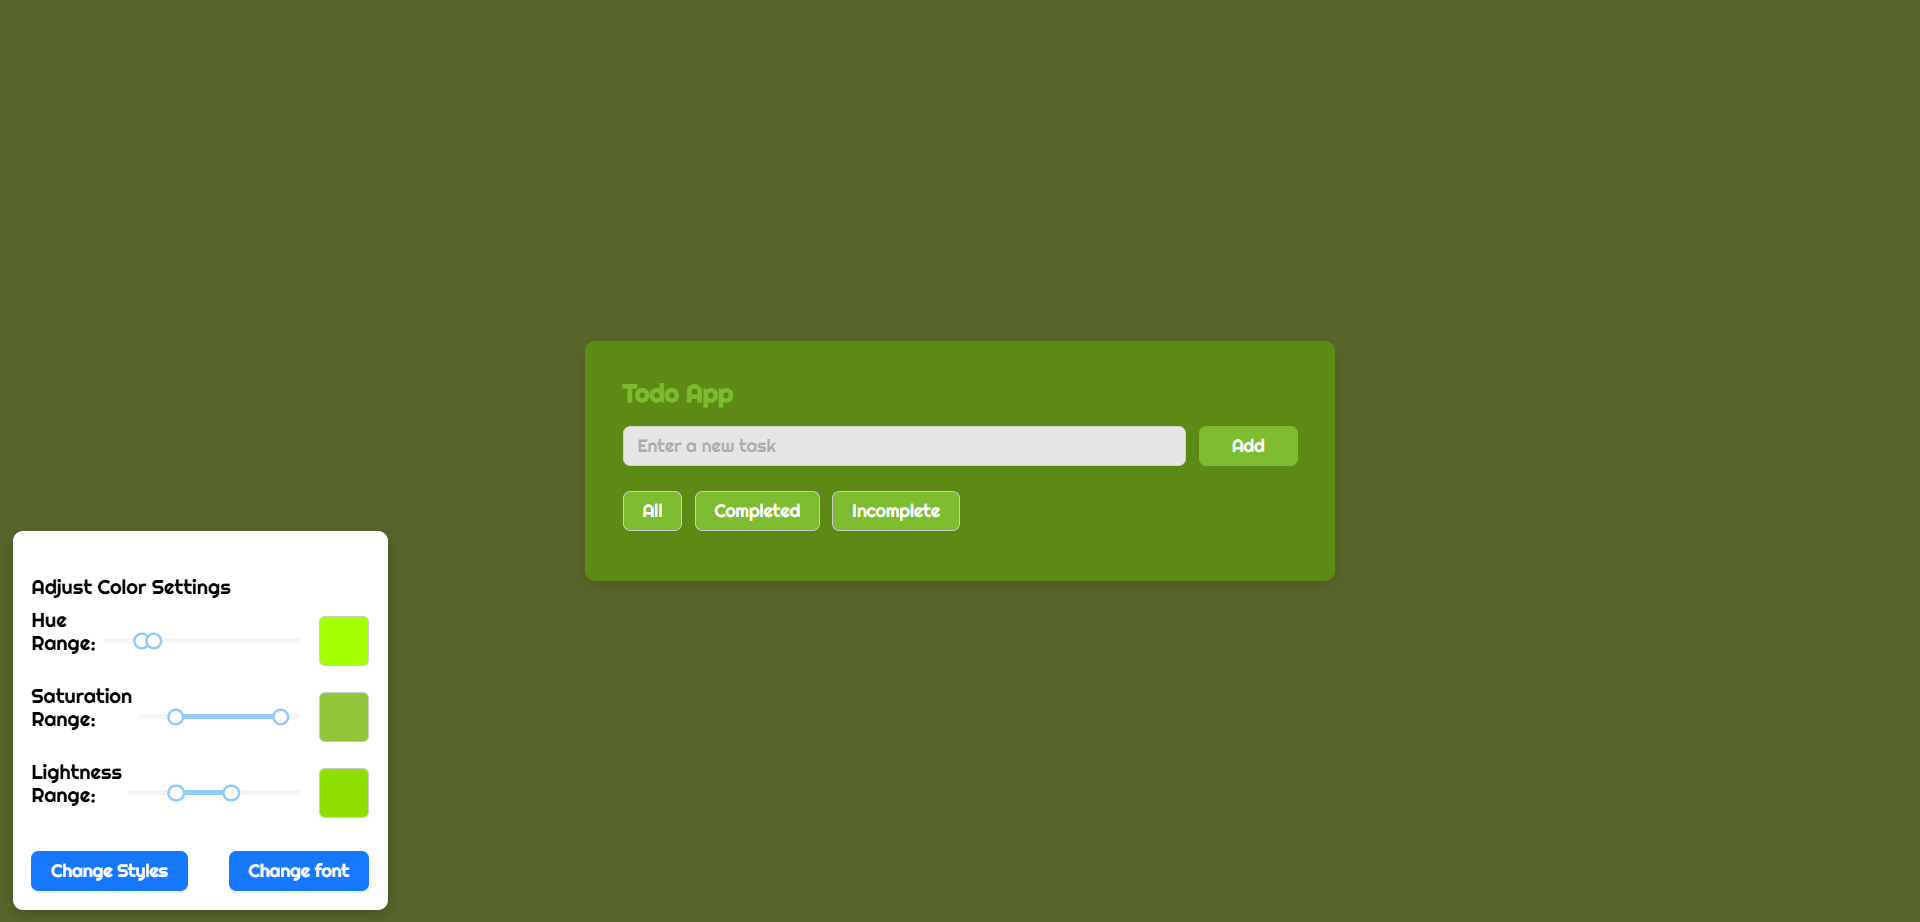 Todo App
Enter a new task
Add
All
Completed
Incomplete
Adjust Color Settings
Hue
Range:
Saturation
Range:
Lightness
Range:
Change Styles
Change font